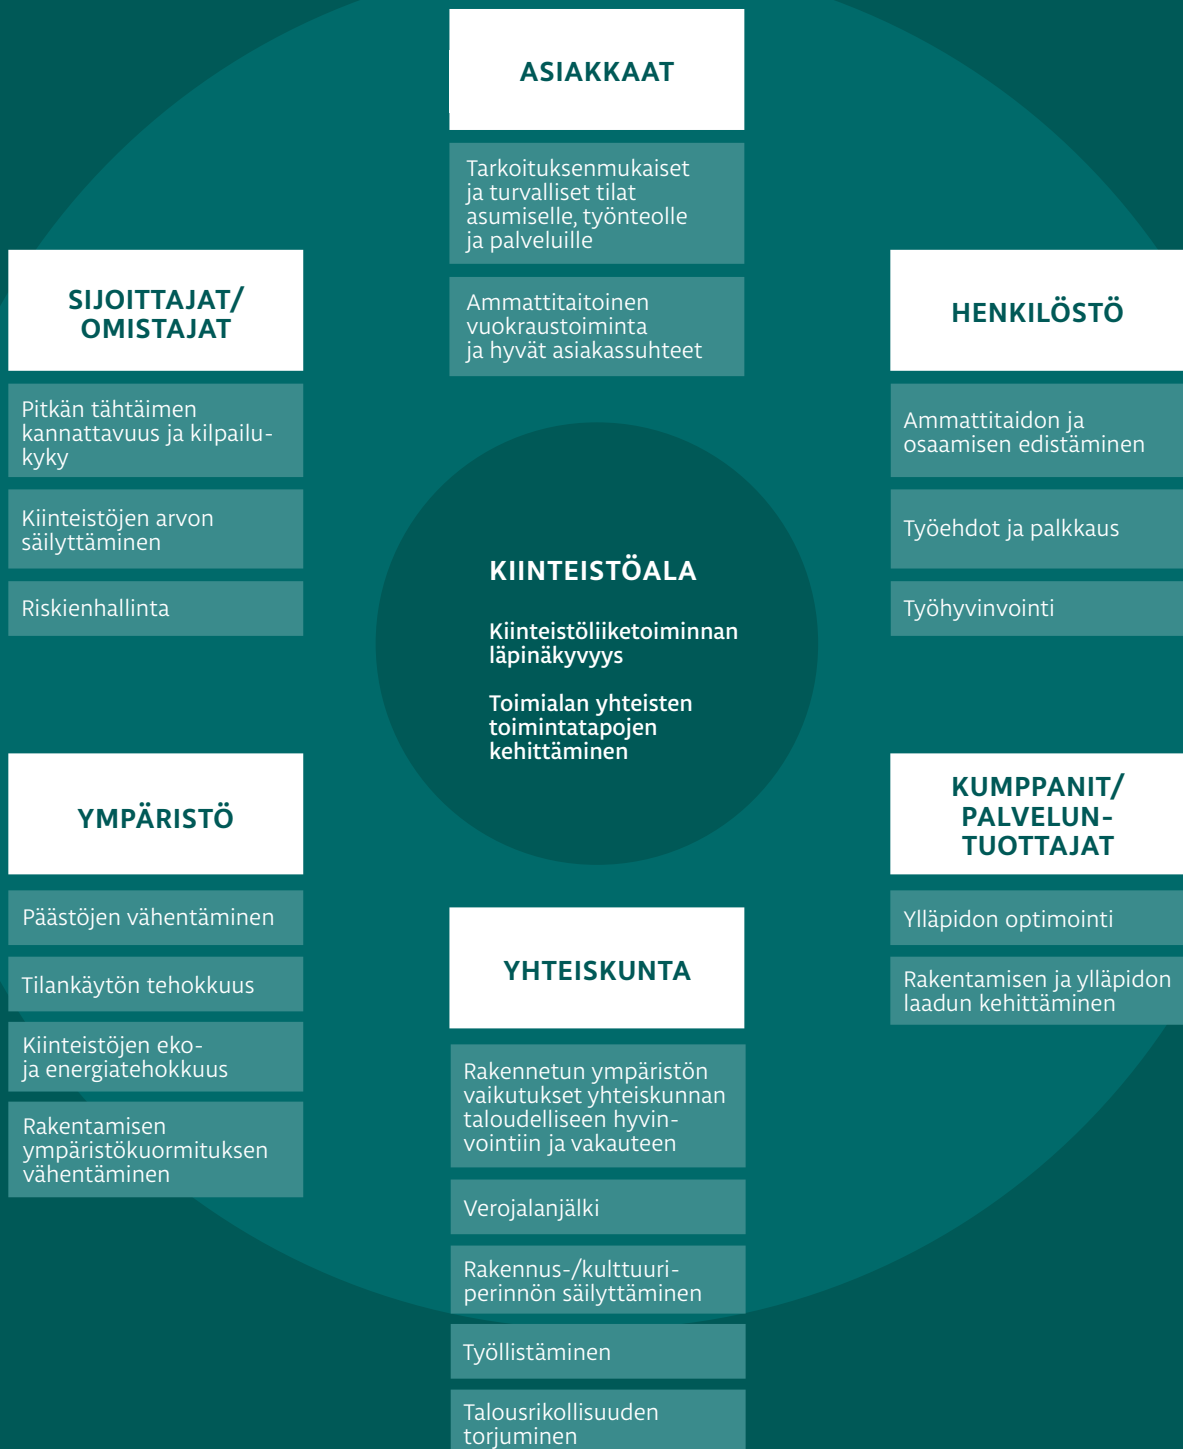 ASIAKKAAT
Tarkoituksenmukaiset
ja turvalliset tilat
asumiselle, työnteolle
ja palveluille
Ammattitaitoinen
vuokraustoiminta
ja hyvät asiakassuhteet
SIJOITTAJAT/
OMISTAJAT
Pitkän tähtäimen
kannattavuus ja kilpailu-
kyky
Kiinteistöjen arvon
säilyttäminen
Riskienhallinta
HENKILÖSTÖ
Ammattitaidon ja
osaamisen edistäminen
Työehdot ja palkkaus
Työhyvinvointi
KIINTEISTÖALA
Kiinteistöliiketoiminnan
läpinäkyvyys
Toimialan yhteisten
toimintatapojen
kehittäminen
YMPÄRISTÖ
Päästöjen vähentäminen
Tilankäytön tehokkuus
Kiinteistöjen eko-
ja energiatehokkuus
Rakentamisen
ympäristökuormituksen
vähentäminen
KUMPPANIT/
PALVELUN-
TUOTTAJAT
Ylläpidon optimointi
Rakentamisen ja ylläpidon
laadun kehittäminen
YHTEISKUNTA
Rakennetun ympäristön
vaikutukset yhteiskunnan
taloudelliseen hyvin-
vointiin ja vakauteen
Verojalanjälki
Rakennus-/kulttuuri-
perinnön säilyttäminen
Työllistäminen
Talousrikollisuuden
torjuminen